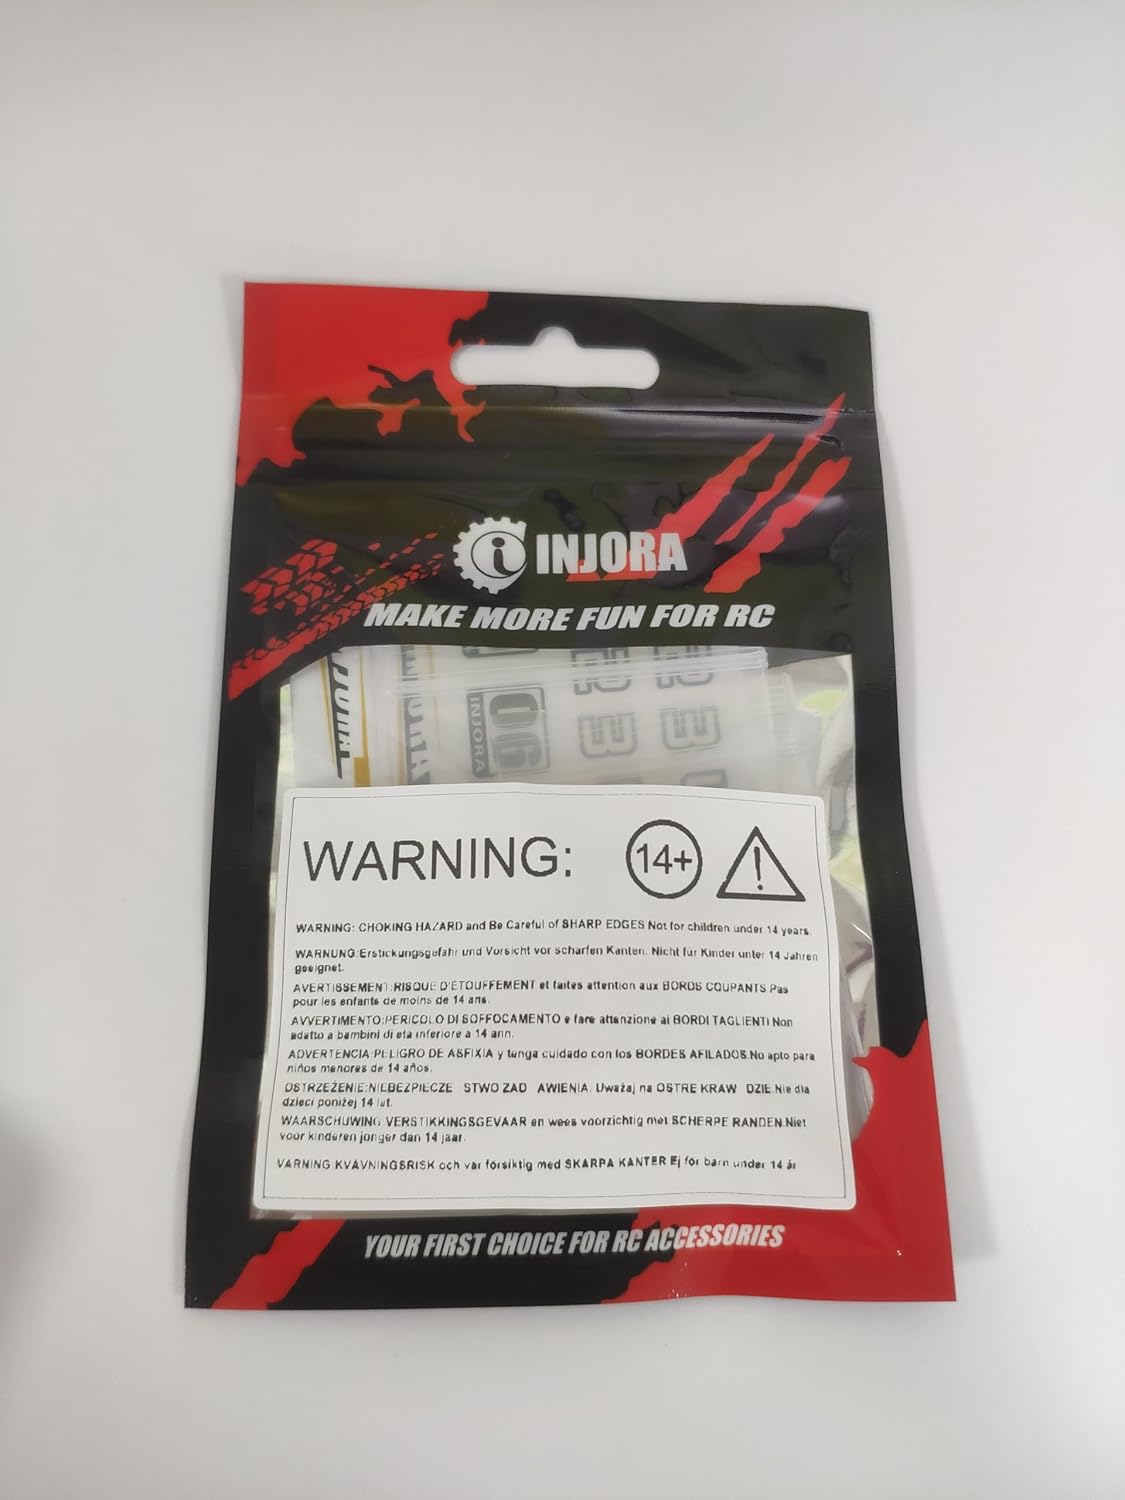 INJORA
MAKE MORE FUN FOR RC
06
INJORA
3
3
WARNING:
14+
!
WARNING: CHOKING HAZARD and Be Careful of SHARP EDGES Not for children under 14 years.
WARNUNG:Erstickungsgefahr und Vorsicht vor scharfen Kanten. Nicht für Kinder unter 14 Jahren
geeignet.
AVERTISSEMENT:RISQUE D'ETOUFFEMENT et faites attention aux BORDS COUPANTS.Pas
pour les enfants de moins de 14 ans.
AVVERTIMENTO:PERICOLO DI SOFFOCAMENTO e fare attenzione ai BORDI TAGLIENTI Non
adatto a bambini di eta inferiore a 14 ann.
ADVERTENCIA:PELIGRO DE ASFIXIA y tenga cuidado con los BORDES AFILADOS.No apto para
niños menores de 14 años.
OSTRZEŻENIE:NIEBEZPIECZE STWO ZAD AWIENIA. Uważaj na OSTRE KRAW DZIE.Nie dla
dzieci poniżej 14 lat.
WAARSCHUWING VERSTIKKINGSGEVAAR en wees voorzichtig met SCHERPE RANDEN.Niet
voor kinderen jonger dan 14 jaar.
VARNING KVAVNINGSRISK och var försiktig med SKARPA KANTER Ej för barn under 14 år
YOUR FIRST CHOICE FOR RC ACCESSORIES